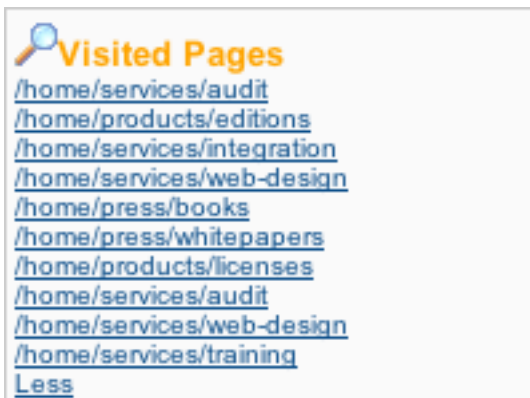 Visited Pages
/home/services/audit
/home/products/editions
/home/services/integration
/home/services/web-design
/home/press/books
/home/press/whitepapers
/home/products/licenses
/home/services/audit
/home/services/web-design
/home/services/training
Less